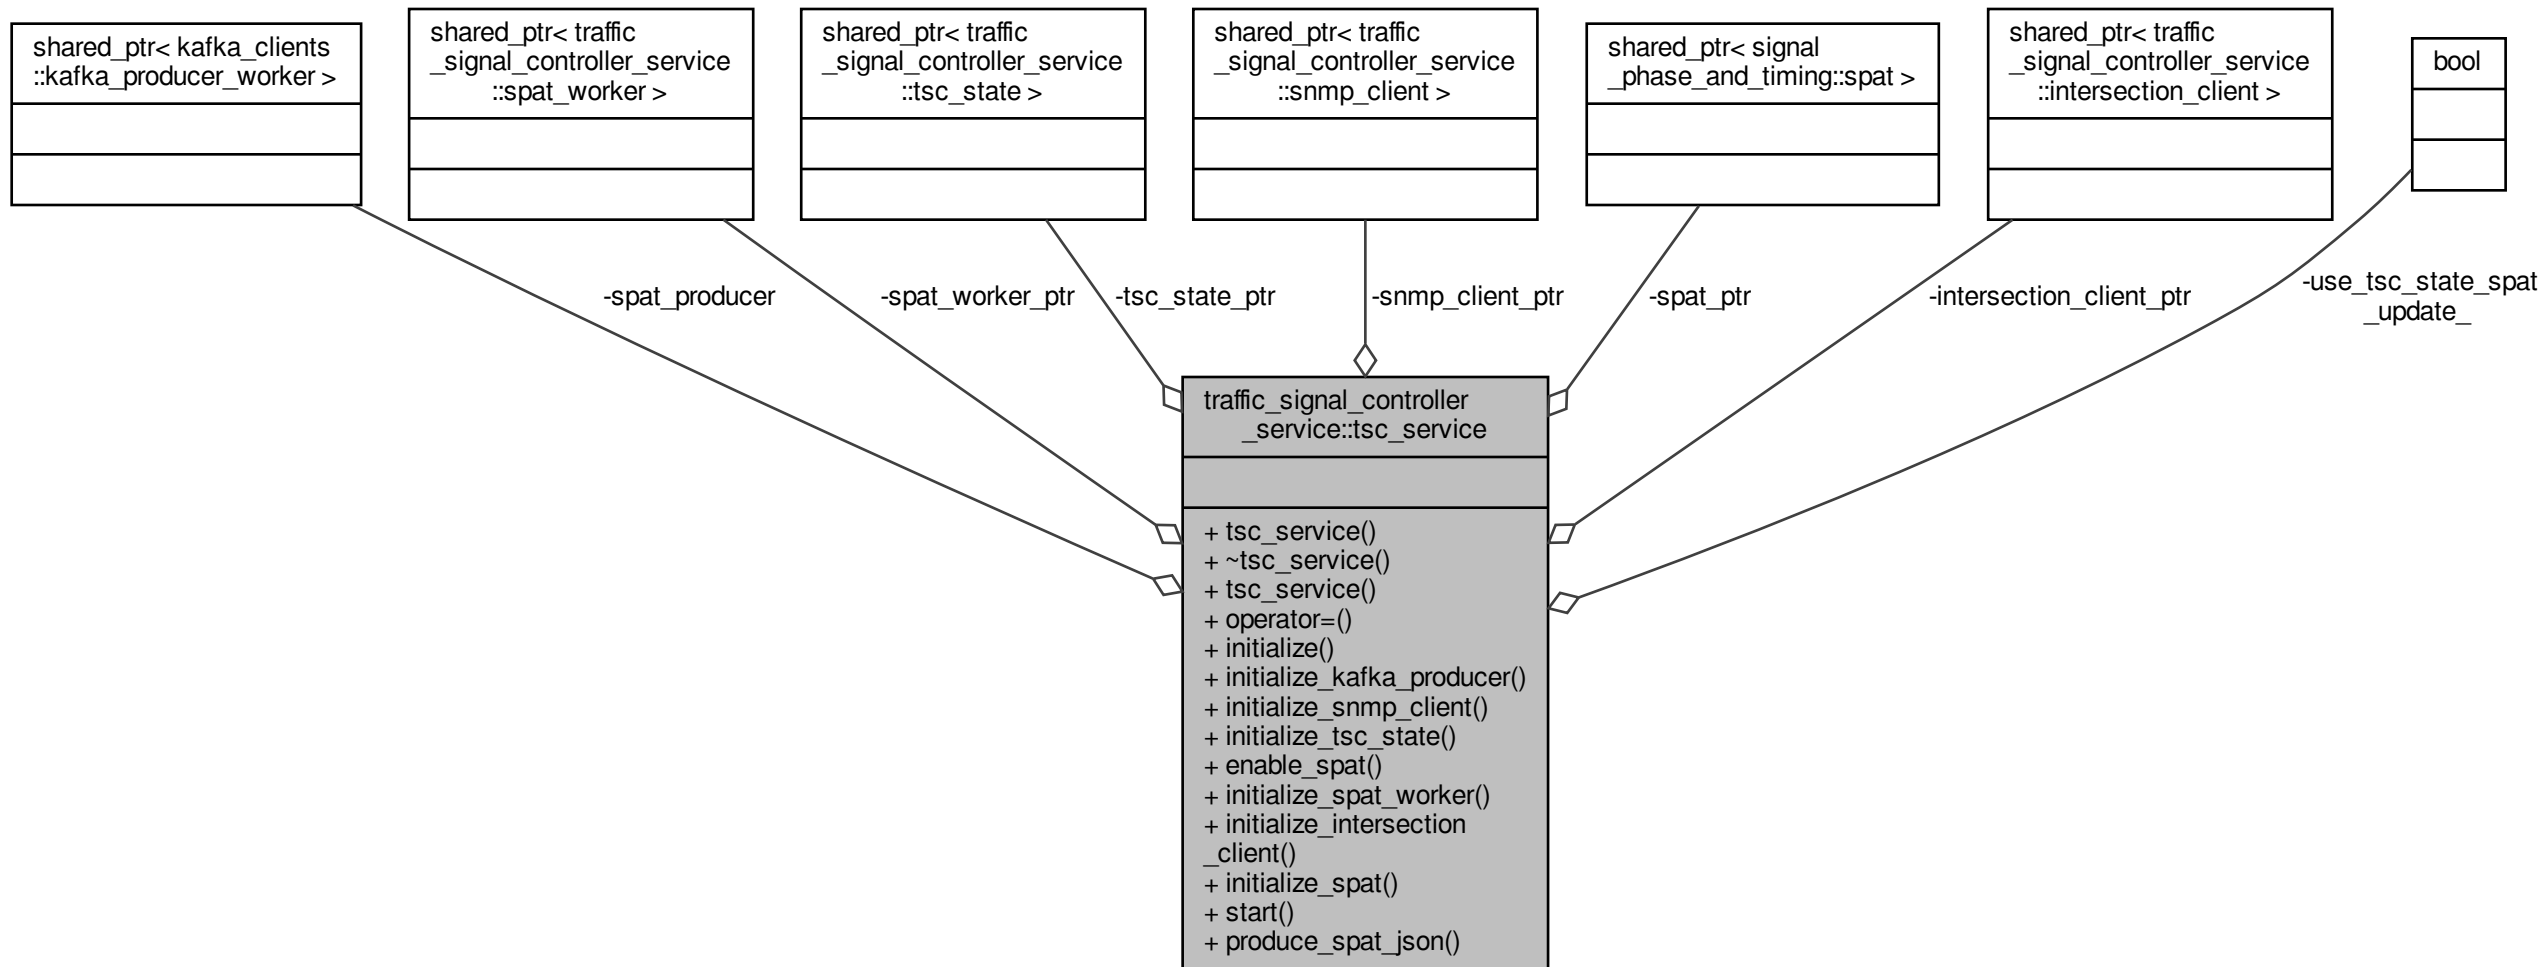 shared_ptr< kafka_clients
::kafka_producer_worker >
shared_ptr< traffic
_signal_controller_service
::spat_worker >
shared_ptr< traffic
_signal_controller_service
::tsc_state >
shared_ptr< traffic
_signal_controller_service
::snmp_client >
shared_ptr< signal
_phase_and_timing::spat >
shared_ptr< traffic
_signal_controller_service
::intersection_client >
bool
-spat_producer
-spat_worker_ptr
-tsc_state_ptr
-snmp_client_ptr
-spat_ptr
-intersection_client_ptr
-use_tsc_state_spat
_update_
traffic_signal_controller
_service::tsc_service
+ tsc_service()
+ ~tsc_service()
+ tsc_service()
+ operator=()
+ initialize()
+ initialize_kafka_producer()
+ initialize_snmp_client()
+ initialize_tsc_state()
+ enable_spat()
+ initialize_spat_worker()
+ initialize_intersection
_client()
+ initialize_spat()
+ start()
+ produce_spat_json()